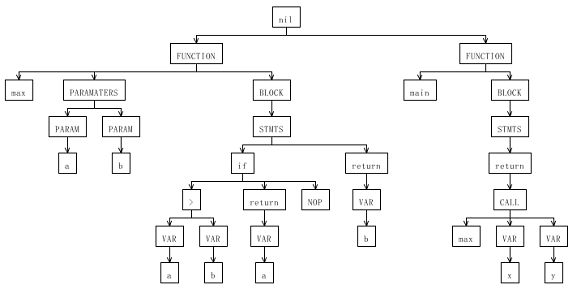 nil
FUNCTION FUNCTION
max PARAMATERS BLOCK main BLOCK
PARAM PARAM STMTS STMTS
a b if return return
> return NOP VAR CALL
VAR VAR VAR b max VAR VAR
a b a x y